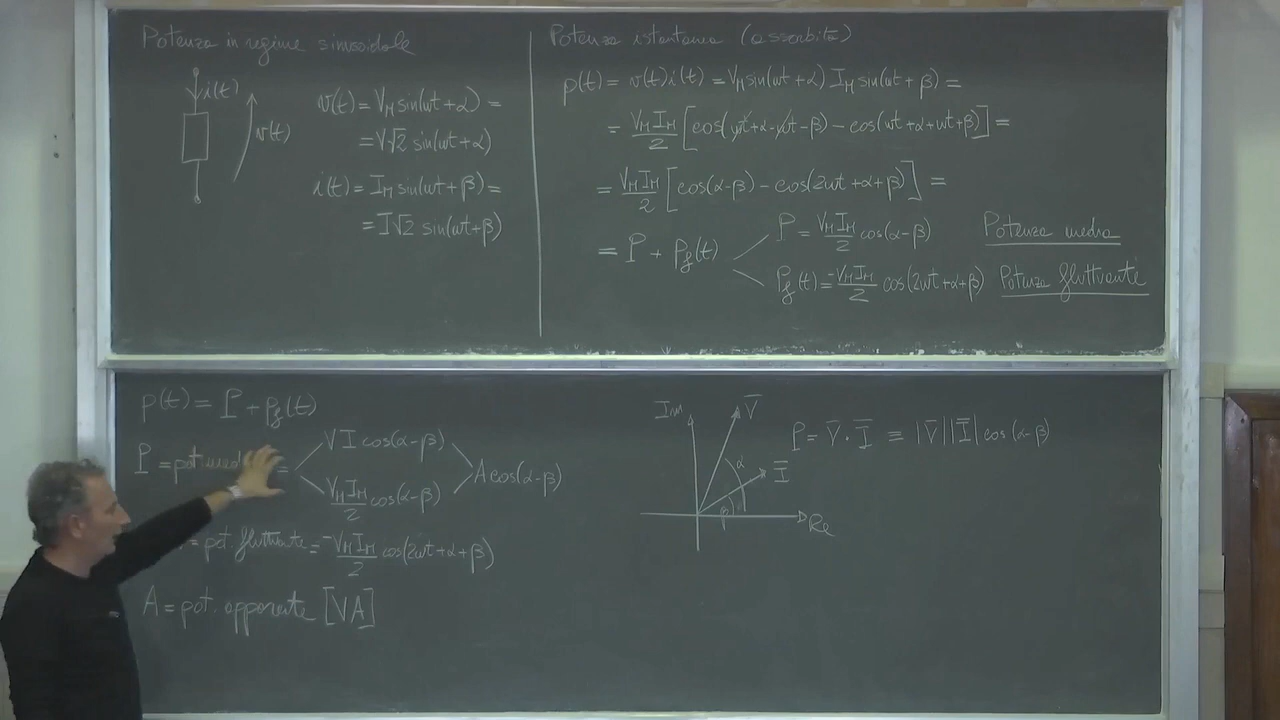 Potenza in regime sinusoidale
i(t)
v(t)
v(t) = V_M sin(ωt + α) =
= V√2 sin(ωt + α)
i(t) = I_M sin(ωt + β) =
= I√2 sin(ωt + β)
Potenza istantanea (assorbita)
p(t) = v(t) i(t) = V_M sin(ωt + α) I_M sin(ωt + β) =
= V_M I_M / 2 [cos(ωt + α - ωt - β) - cos(ωt + α + ωt + β)] =
= V_M I_M / 2 [cos(α - β) - cos(2ωt + α + β)] =
= P + p_f(t)
P = V_M I_M / 2 cos(α - β) Potenza media
p_f(t) = -V_M I_M / 2 cos(2ωt + α + β) Potenza fluttuante
p(t) = P + p_f(t)
P = pot. =
V I cos(α - β)
V_M I_M / 2 cos(α - β)
A cos(α - β)
= pot. fluttuante = -V_M I_M / 2 cos(2ωt + α + β)
A = pot. apparente [VA]
Im
V̅
I̅
α
β
Re
P = V̅ · I̅ ≡ |V̅| |I̅| cos(α - β)